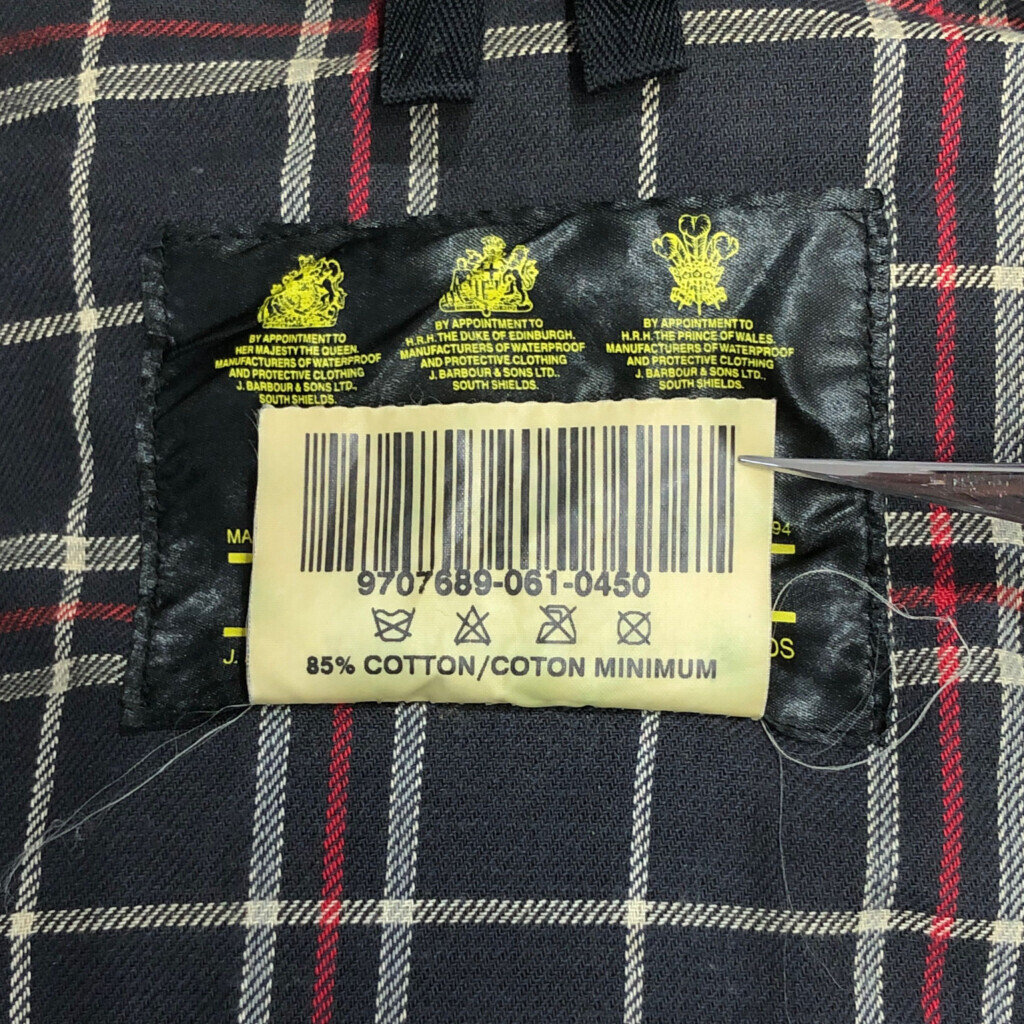 BY APPOINTMENT TO
HER MAJESTY THE QUEEN.
MANUFACTURERS OF WATERPROOF
AND PROTECTIVE CLOTHING
J. BARBOUR & SONS LTD.,
SOUTH SHIELDS.
BY APPOINTMENT TO
H.R.H. THE DUKE OF EDINBURGH.
MANUFACTURERS OF WATERPROOF
AND PROTECTIVE CLOTHING
J. BARBOUR & SONS LTD.,
SOUTH SHIELDS.
BY APPOINTMENT TO
H.R.H. THE PRINCE OF WALES.
MANUFACTURERS OF WATERPROOF
AND PROTECTIVE CLOTHING
J. BARBOUR & SONS LTD.,
SOUTH SHIELDS.
MA 94
9707689-061-0450
J. DS
85% COTTON/COTON MINIMUM